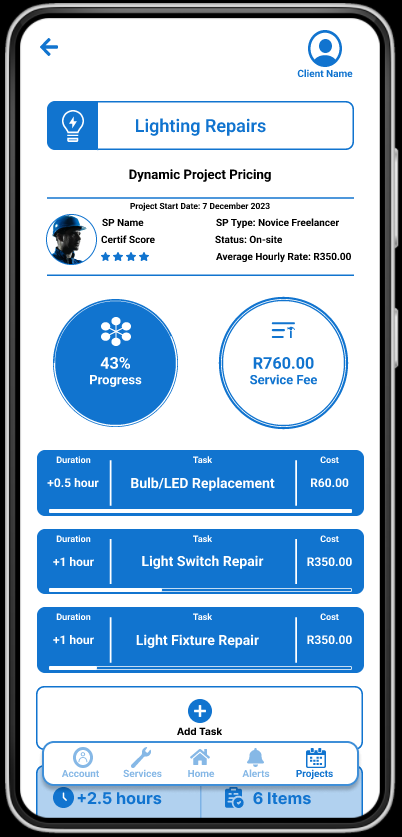 Client Name
Lighting Repairs
Dynamic Project Pricing
Project Start Date: 7 December 2023
SP Name SP Type: Novice Freelancer
Certif Score Status: On-site
Average Hourly Rate: R350.00
43% R760.00
Progress Service Fee
Duration Task Cost
+0.5 hour Bulb/LED Replacement R60.00
Duration Task Cost
+1 hour Light Switch Repair R350.00
Duration Task Cost
+1 hour Light Fixture Repair R350.00
Add Task
Account Services Home Alerts Projects
+2.5 hours 6 Items